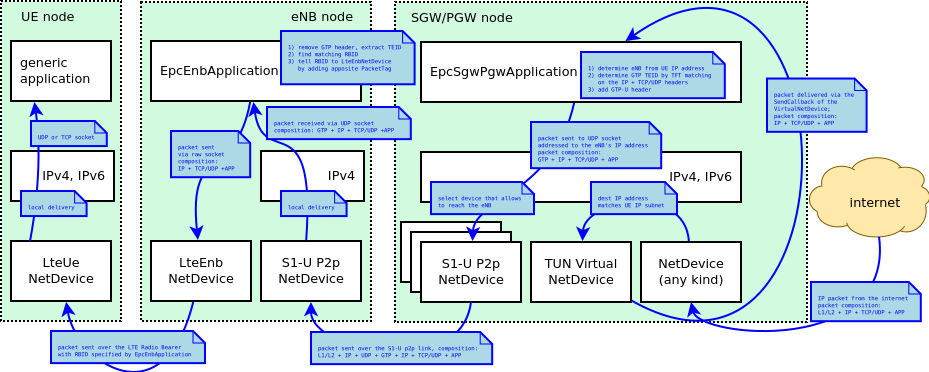 UE node
generic
application
UDP or TCP socket
IPv4, IPv6
local delivery
LteUe
NetDevice
packet sent over the LTE Radio Bearer
with RBID specified by EpcEnbApplication
eNB node
EpcEnbApplication
1) remove GTP header, extract TEID
2) find matching RBID
3) tell RBID to LteEnbNetDevice
by adding apposite PacketTag
packet received via UDP socket
composition: GTP + IP + TCP/UDP +APP
packet sent
via raw socket
composition:
IP + TCP/UDP +APP
IPv4
local delivery
LteEnb
NetDevice
S1-U P2p
NetDevice
packet sent over the S1-U p2p link, composition:
L1/L2 + IP + UDP + GTP + IP + TCP/UDP + APP
SGW/PGW node
EpcSgwPgwApplication
1) determine eNB from UE IP address
2) determine GTP TEID by TFT matching
on the IP + TCP/UDP headers
3) add GTP-U header
packet sent to UDP socket
addressed to the eNB's IP address
packet composition:
GTP + IP + TCP/UDP + APP
IPv4, IPv6
select device that allows
to reach the eNB
dest IP address
matches UE IP subnet
S1-U P2p
NetDevice
TUN Virtual
NetDevice
NetDevice
(any kind)
packet delivered via the
SendCallback of the
VirtualNetDevice;
packet composition:
IP + TCP/UDP + APP
internet
IP packet from the internet
packet composition:
L1/L2 + IP + TCP/UDP + APP